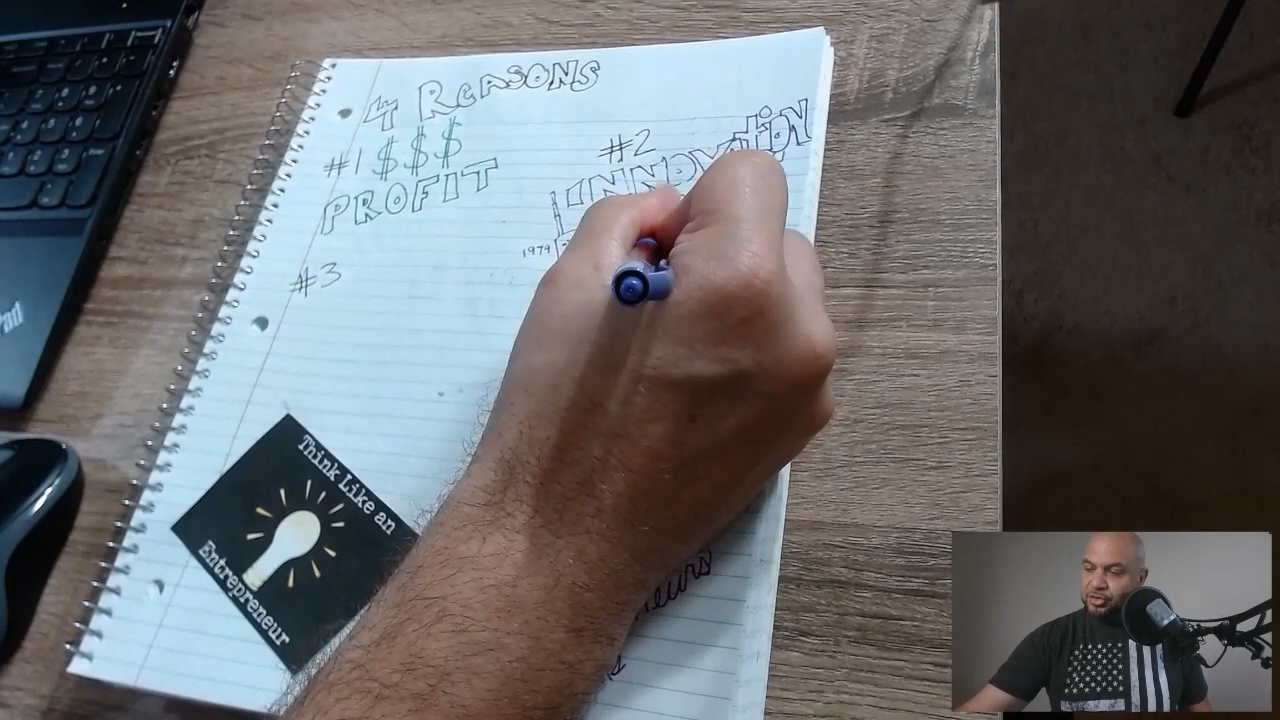 4 REASONS
#1 $$$
PROFIT
#2
INNOVATION
1979
#3
Think Like an
Entrepreneur